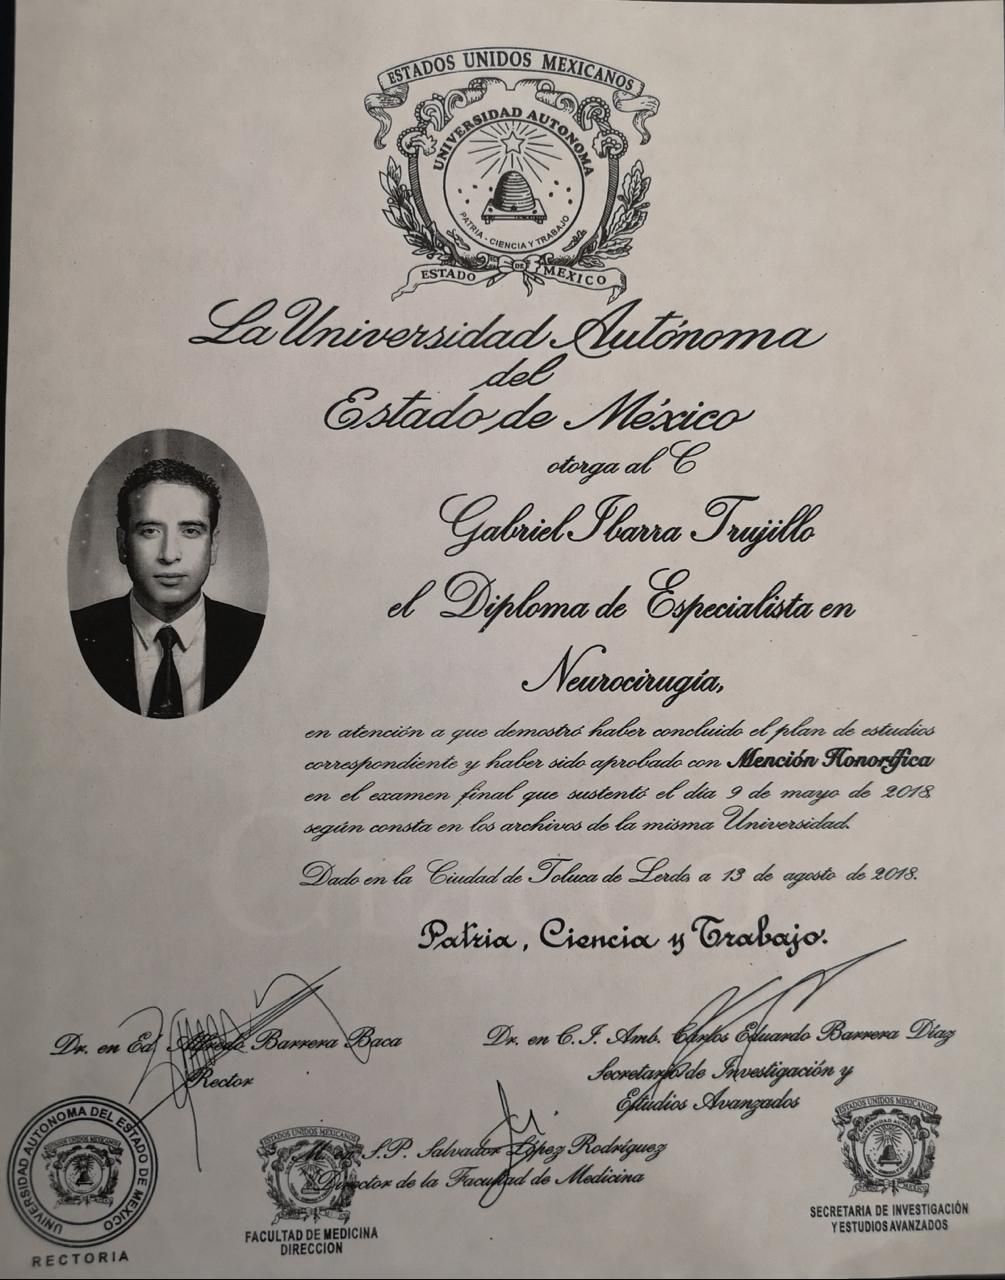 ESTADOS UNIDOS MEXICANOS
UNIVERSIDAD AUTONOMA
PATRIA - CIENCIA Y TRABAJO
ESTADO DE MEXICO
La Universidad Autónoma
del
Estado de México
otorga al C
Gabriel Ibarra Trujillo
el Diploma de Especialista en
Neurocirugía,
en atención a que demostró haber concluido el plan de estudios
correspondiente y haber sido aprobado con Mención Honorífica
en el examen final que sustentó el día 9 de mayo de 2018,
según consta en los archivos de la misma Universidad.
Dado en la Ciudad de Toluca de Lerdo, a 13 de agosto de 2018.
Patria, Ciencia y Trabajo.
Dr. en Ed. Alfredo Barrera Baca
Rector
Dr. en C. I. Amb. Carlos Eduardo Barrera Díaz
Secretario de Investigación y
Estudios Avanzados
S.P. Salvador López Rodríguez
Director de la Facultad de Medicina
UNIVERSIDAD AUTONOMA DEL ESTADO DE MEXICO
RECTORIA
FACULTAD DE MEDICINA
DIRECCION
SECRETARIA DE INVESTIGACIÓN
Y ESTUDIOS AVANZADOS